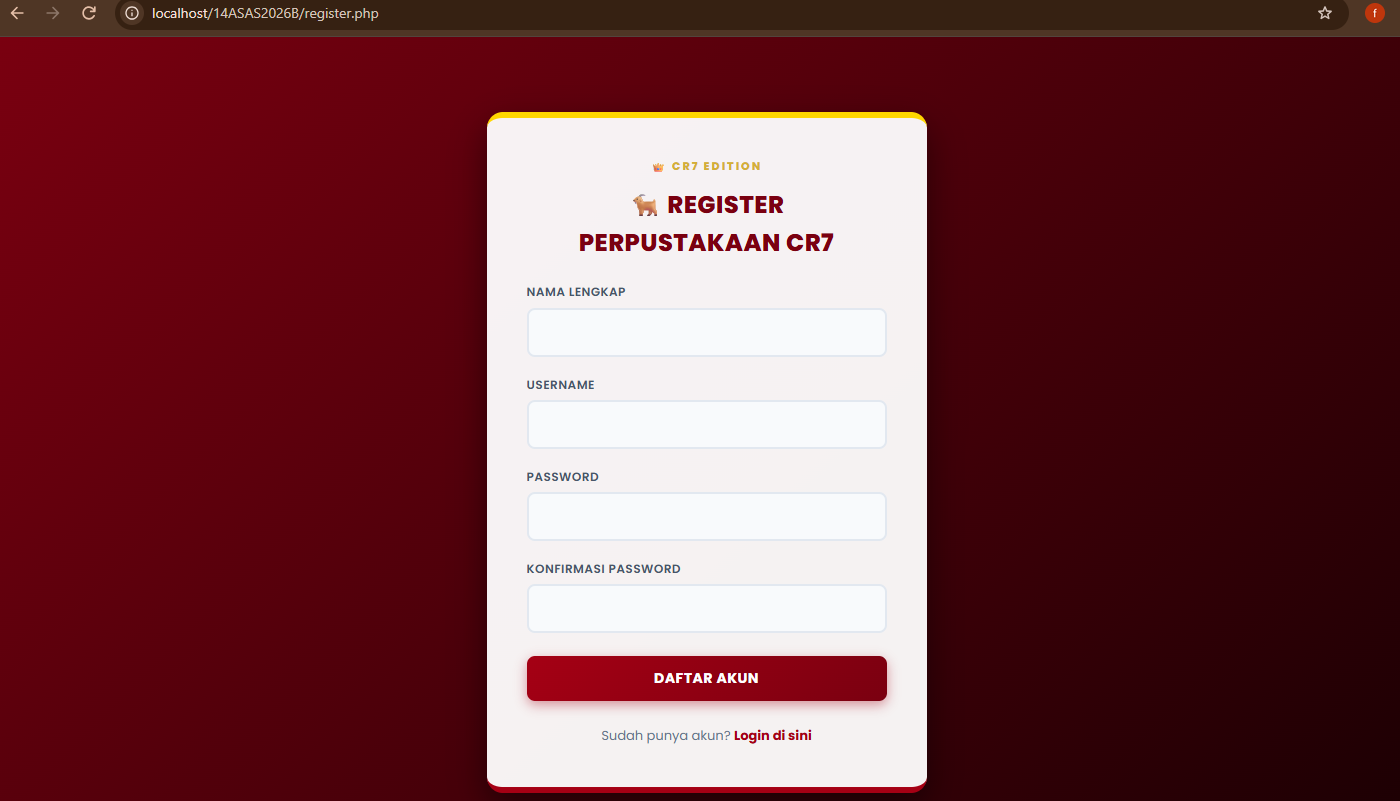 localhost/14ASAS2026B/register.php
f
CR7 EDITION
REGISTER
PERPUSTAKAAN CR7
NAMA LENGKAP
USERNAME
PASSWORD
KONFIRMASI PASSWORD
DAFTAR AKUN
Sudah punya akun? Login di sini